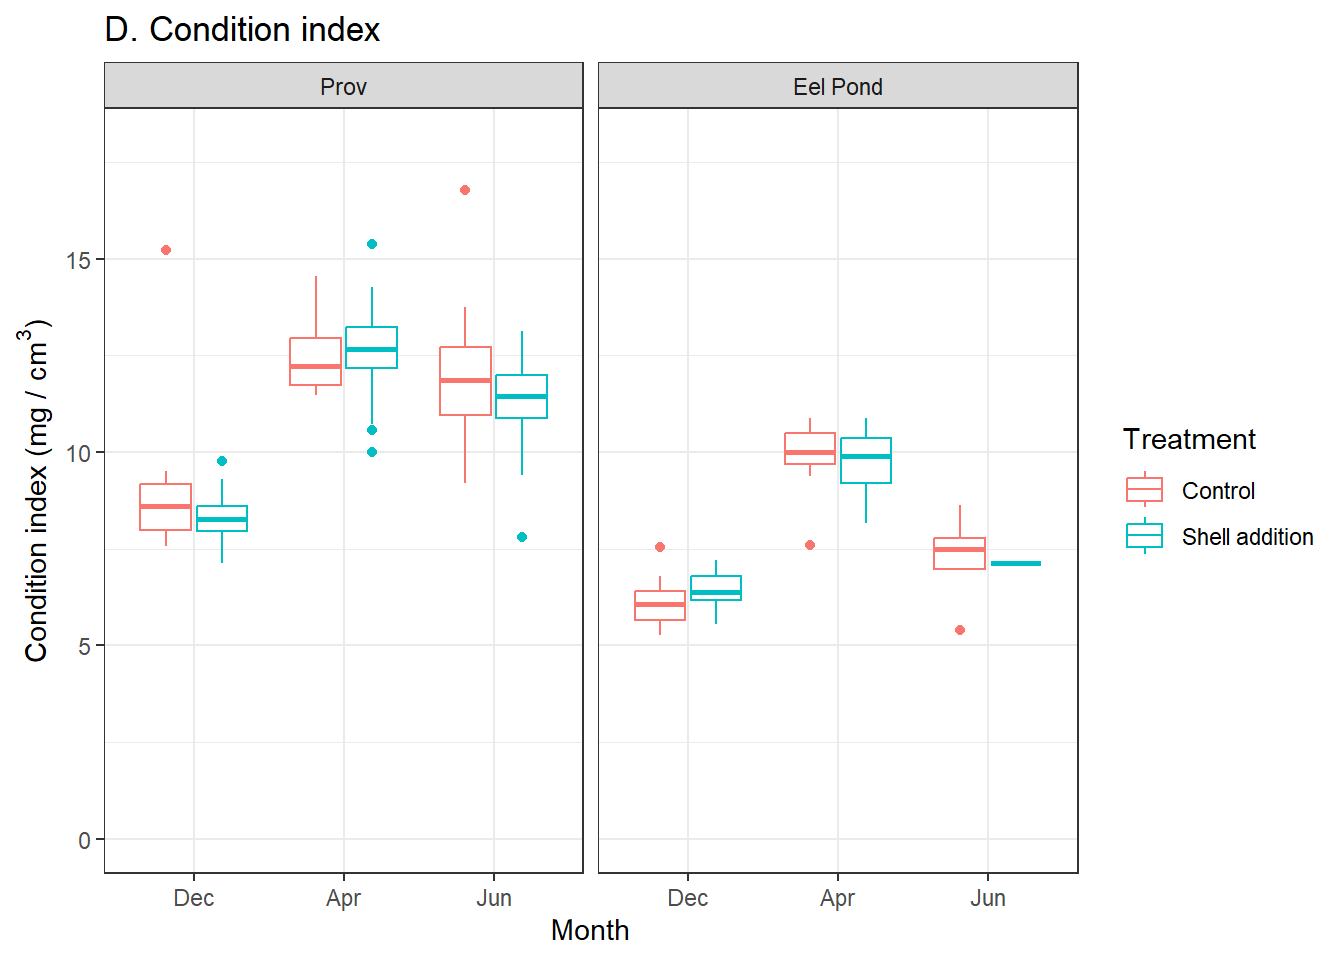 D. Condition index
Prov
Eel Pond
Condition index (mg / cm³)
15
10
5
0
Dec
Apr
Jun
Dec
Apr
Jun
Month
Treatment
Control
Shell addition